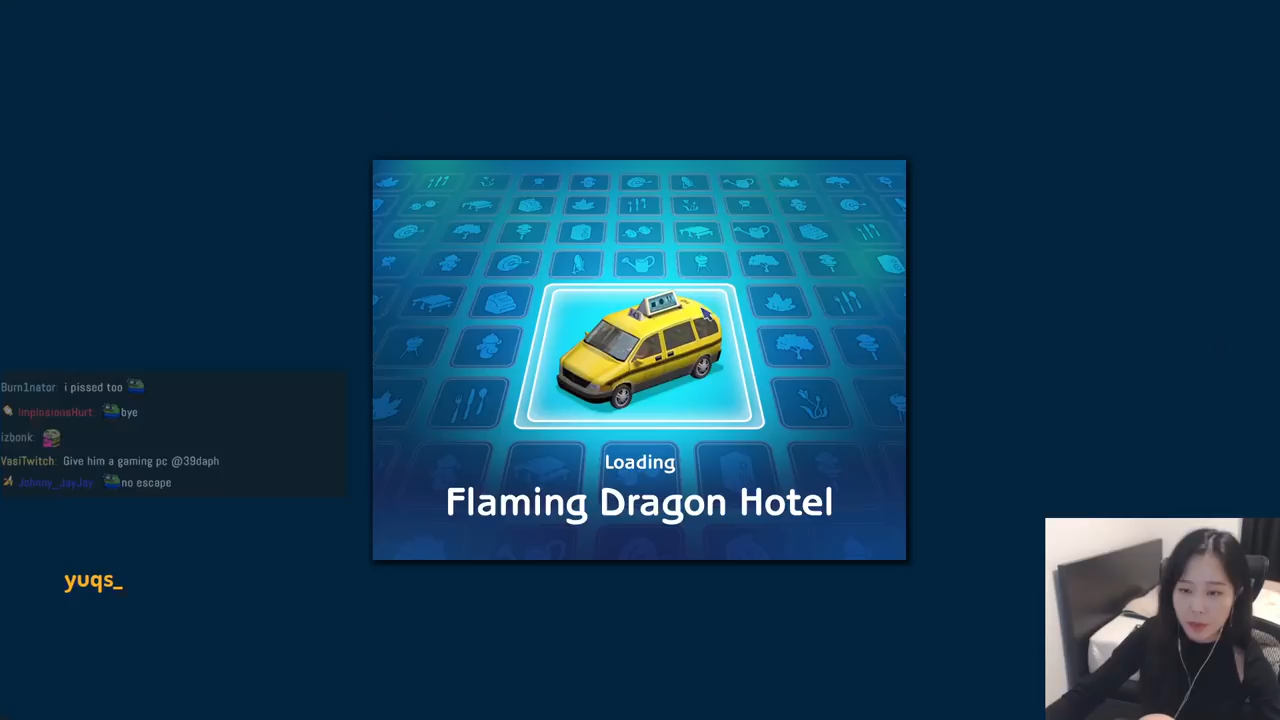 Burn1nator: i pissed too
ImplosionsHurt: bye
izbonk:
VasiTwitch: Give him a gaming pc @39daph
Johnny_JayJay: no escape
Loading
Flaming Dragon Hotel
yuqs_